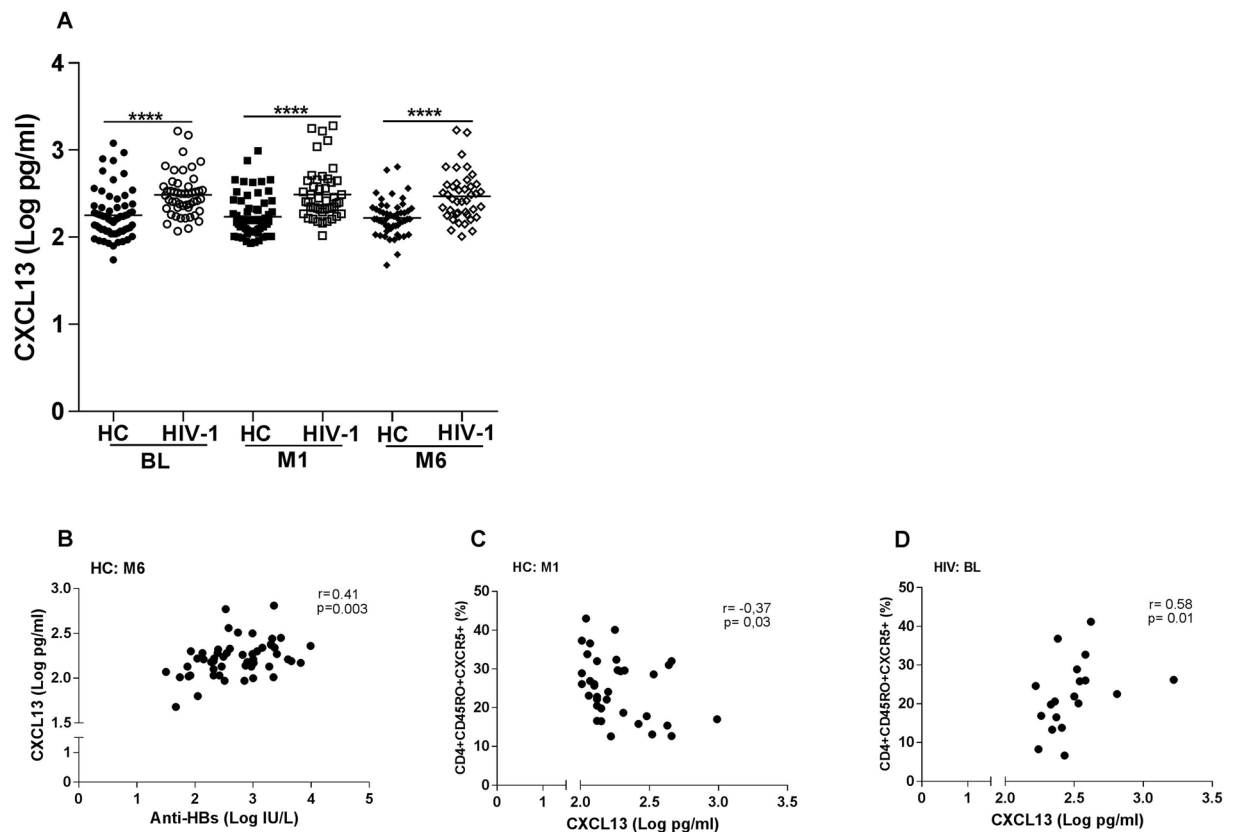 A
4
3
2
1
0
CXCL13 (Log pg/ml)
**** **** ****
HC HIV-1 HC HIV-1 HC HIV-1
BL M1 M6
B
HC: M6
r=0.41
p=0.003
3.0
2.5
2.0
1.5
1
0
CXCL13 (Log pg/ml)
0 1 2 3 4 5
Anti-HBs (Log IU/L)
C
HC: M1
r= -0,37
p= 0,03
50
40
30
20
10
0
CD4+CD45RO+CXCR5+ (%)
0 1 2.0 2.5 3.0 3.5
CXCL13 (Log pg/ml)
D
HIV: BL
r= 0.58
p= 0.01
50
40
30
20
10
0
CD4+CD45RO+CXCR5+ (%)
0 1 2.0 2.5 3.0 3.5
CXCL13 (Log pg/ml)